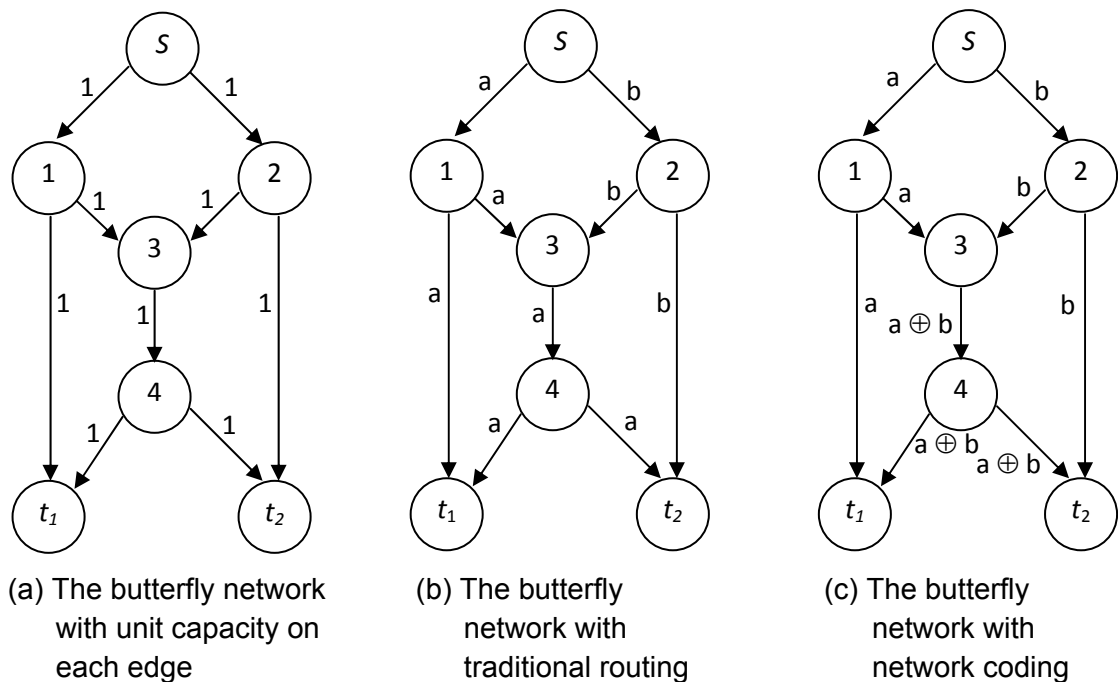 S
1 1
1 2
1 1
3
1 1 1
4
1 1
t1 t2
(a) The butterfly network
with unit capacity on
each edge
S
a b
1 2
a b
3
a a b
4
a a
t1 t2
(b) The butterfly
network with
traditional routing
S
a b
1 2
a b
3
a a ⊕ b b
4
a ⊕ b a ⊕ b
t1 t2
(c) The butterfly
network with
network coding